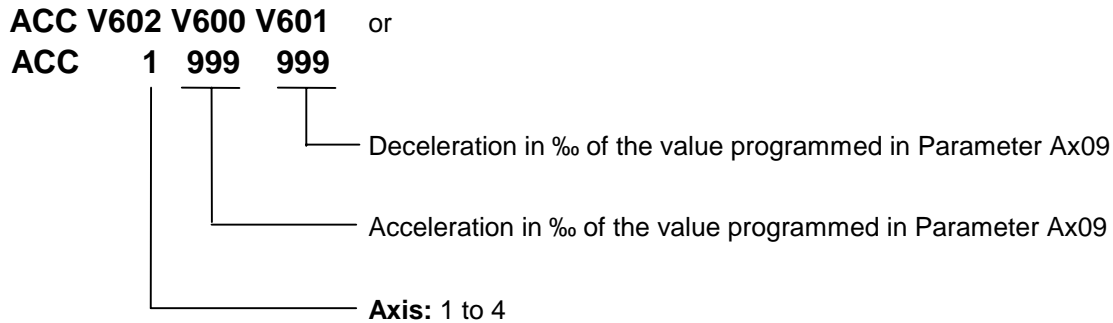 ACC V602 V600 V601 or
ACC 1 999 999
Deceleration in ‰ of the value programmed in Parameter Ax09
Acceleration in ‰ of the value programmed in Parameter Ax09
Axis: 1 to 4